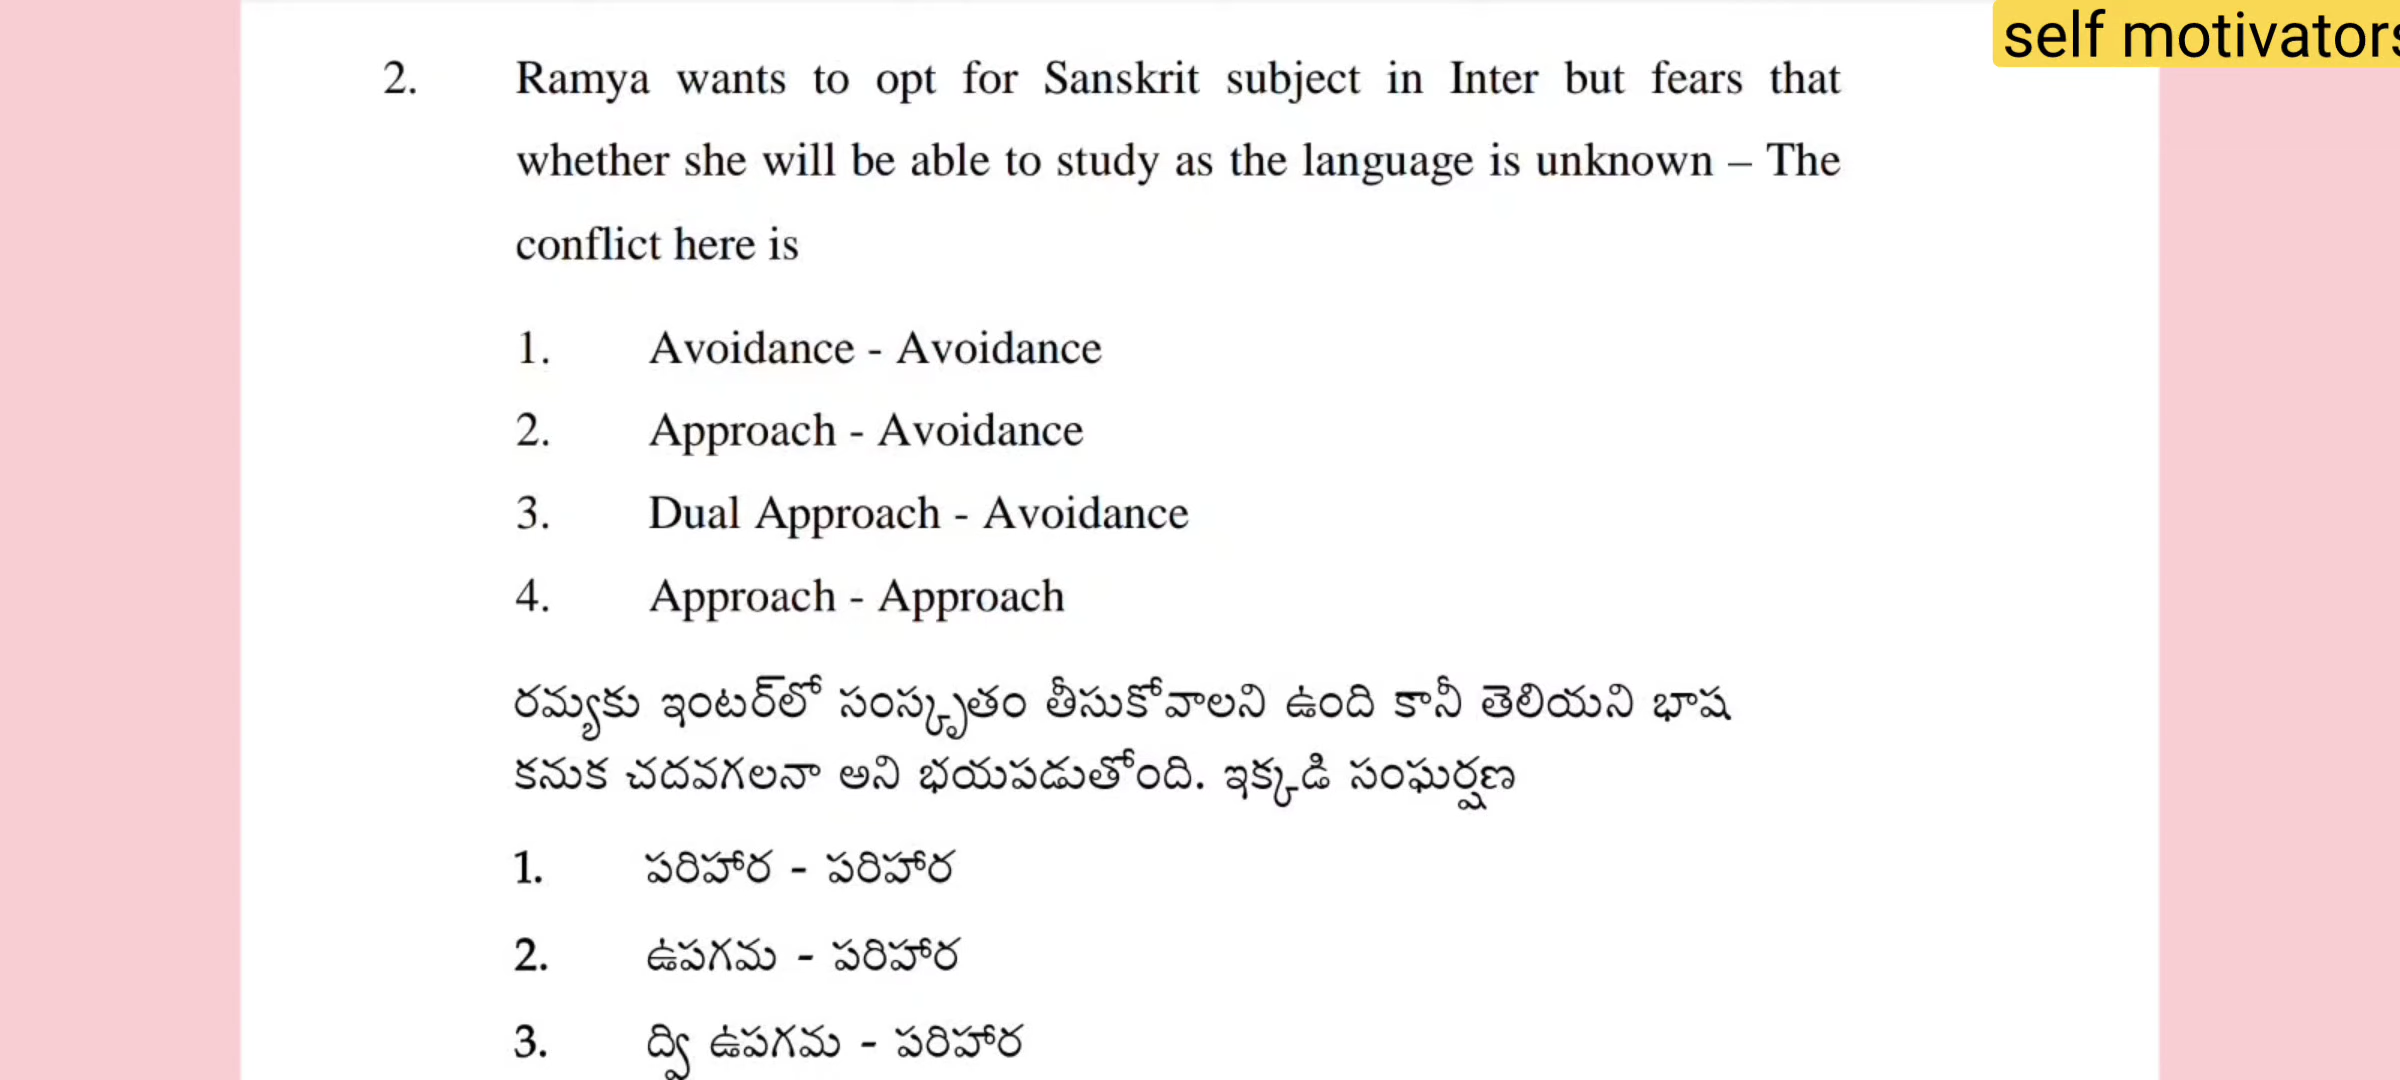 self motivators
2. Ramya wants to opt for Sanskrit subject in Inter but fears that
whether she will be able to study as the language is unknown – The
conflict here is
1. Avoidance - Avoidance
2. Approach - Avoidance
3. Dual Approach - Avoidance
4. Approach - Approach
రమ్యకు ఇంటర్‌లో సంస్కృతం తీసుకోవాలని ఉంది కానీ తెలియని భాష
కనుక చదవగలనా అని భయపడుతోంది. ఇక్కడి సంఘర్షణ
1. పరిహార - పరిహార
2. ఉపగమ - పరిహార
3. ద్వి ఉపగమ - పరిహార